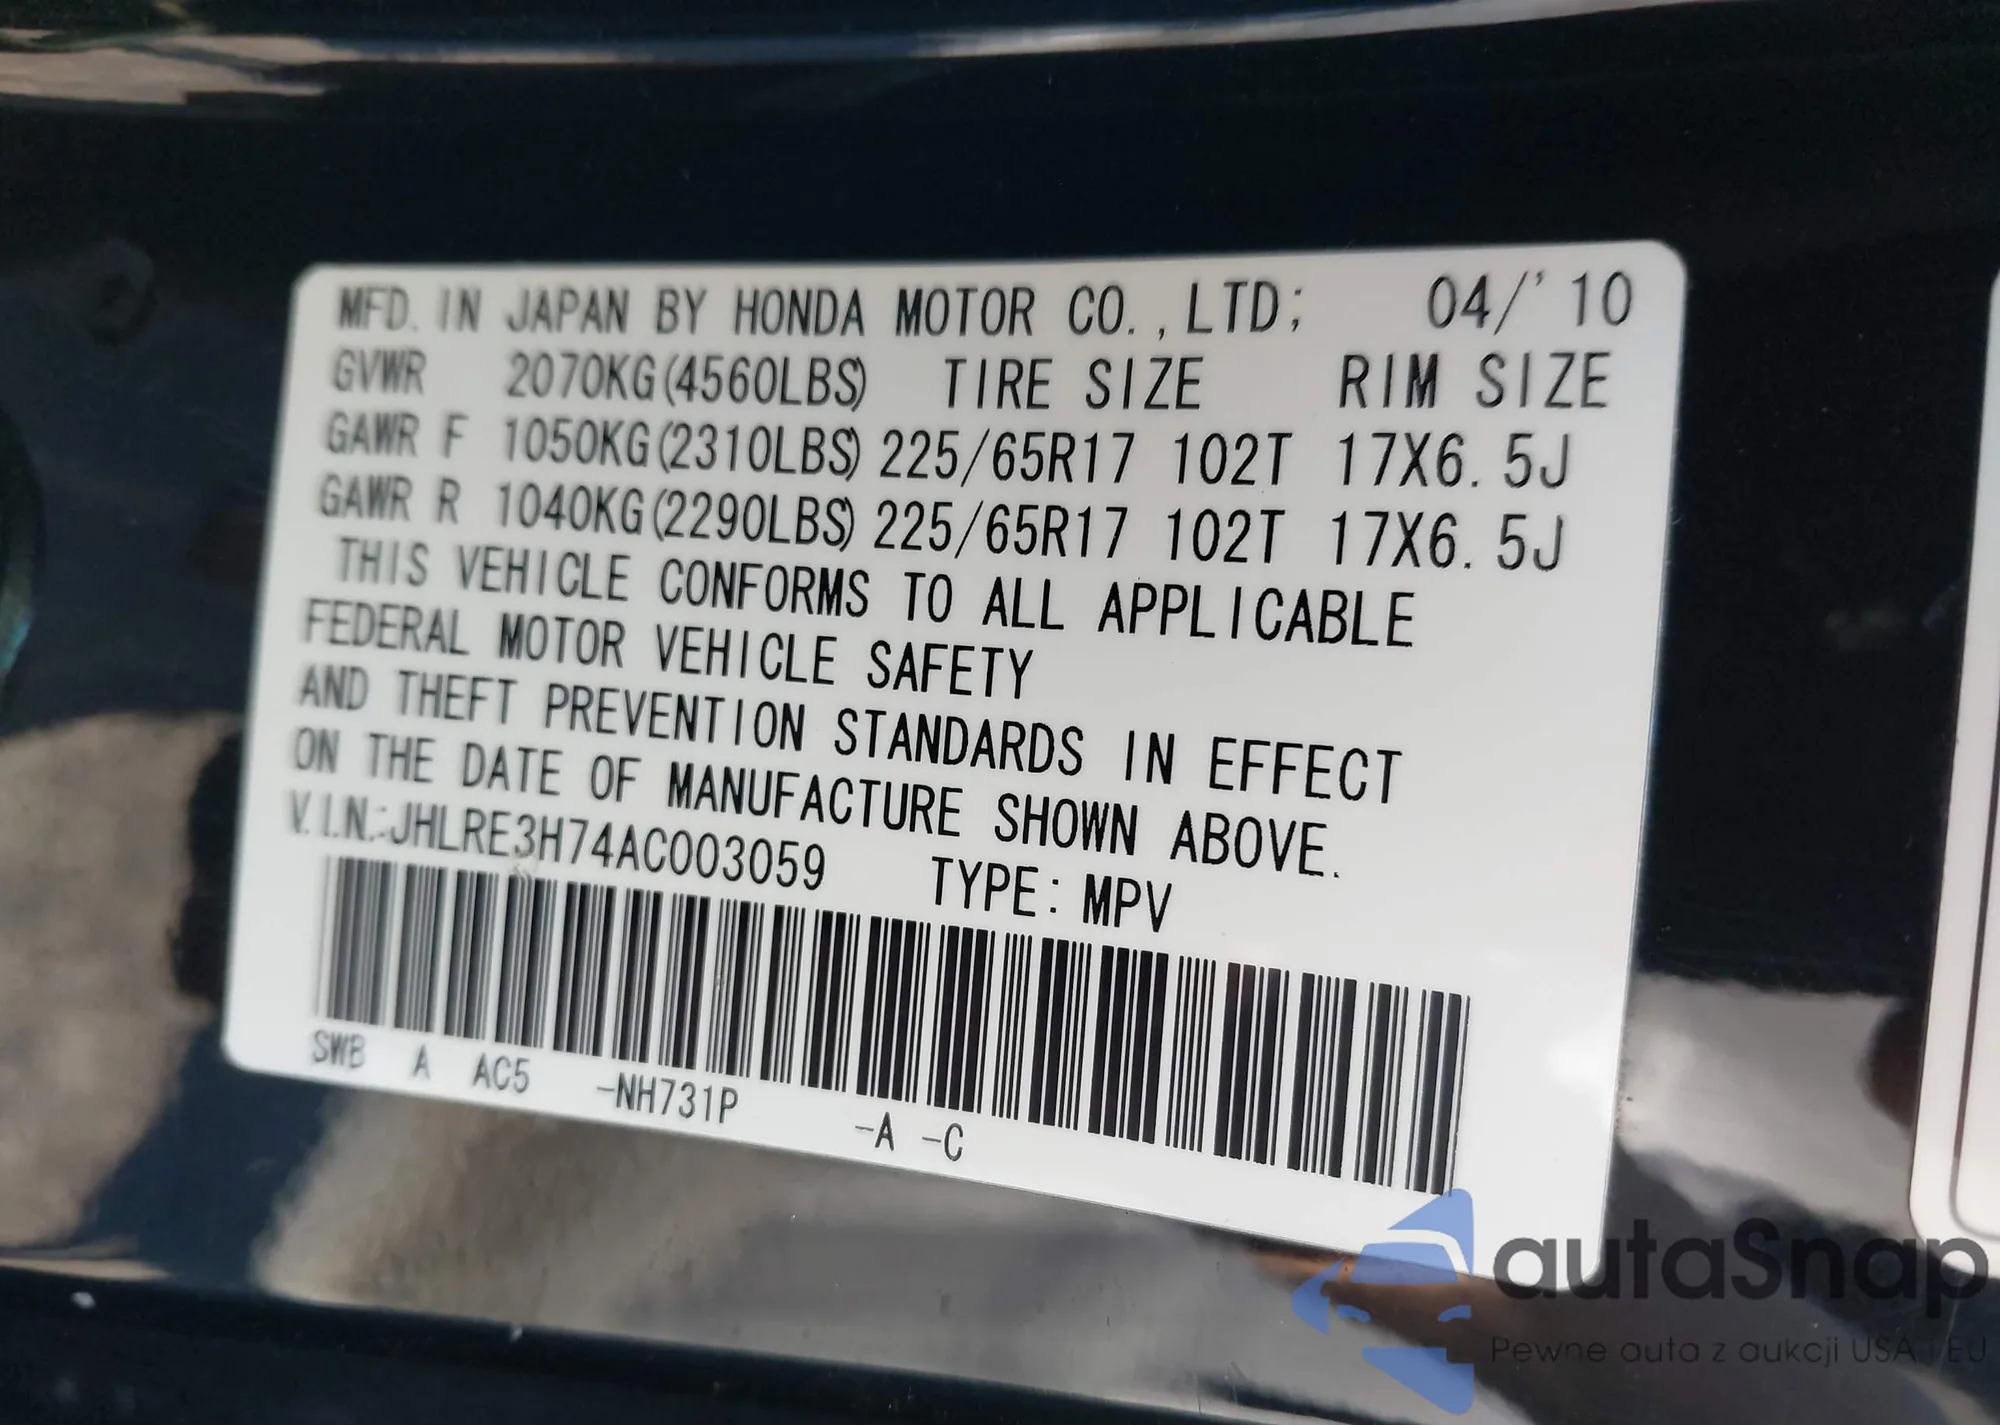 MFD. IN JAPAN BY HONDA MOTOR CO.,LTD; 04/'10
GVWR 2070KG(4560LBS) TIRE SIZE RIM SIZE
GAWR F 1050KG(2310LBS) 225/65R17 102T 17X6.5J
GAWR R 1040KG(2290LBS) 225/65R17 102T 17X6.5J
THIS VEHICLE CONFORMS TO ALL APPLICABLE
FEDERAL MOTOR VEHICLE SAFETY
AND THEFT PREVENTION STANDARDS IN EFFECT
ON THE DATE OF MANUFACTURE SHOWN ABOVE.
V.I.N.:JHLRE3H74AC003059 TYPE: MPV
SWB A AC5 -NH731P -A -C
autaSnap
Pewne auta z aukcji USA i EU